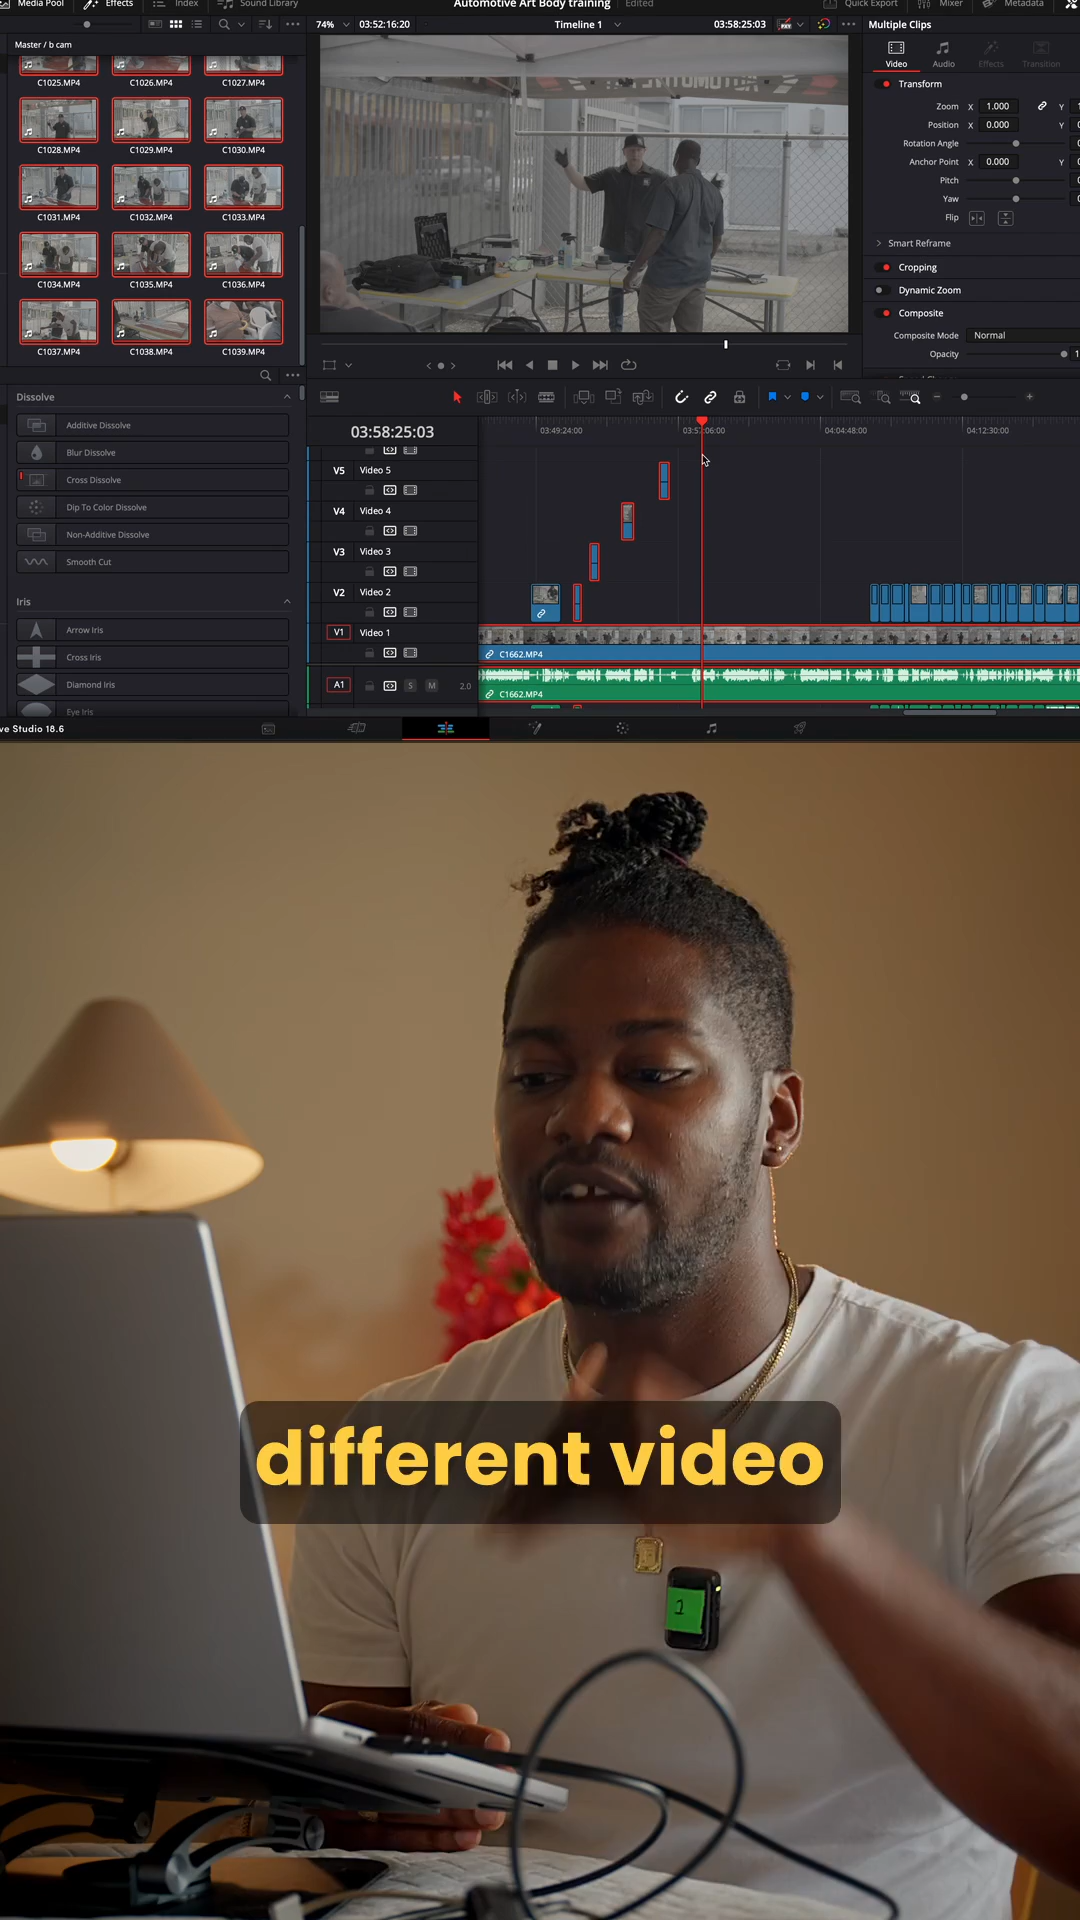 Media Pool
Effects
Index
Sound Library
Automotive Art Body training
Edited
Quick Export
Mixer
Metadata
74%
03:52:16:20
Timeline 1
03:58:25:03
Multiple Clips
Master / b cam
C1025.MP4
C1026.MP4
C1027.MP4
C1028.MP4
C1029.MP4
C1030.MP4
C1031.MP4
C1032.MP4
C1033.MP4
C1034.MP4
C1035.MP4
C1036.MP4
C1037.MP4
C1038.MP4
C1039.MP4
Video
Audio
Effects
Transition
Transform
Zoom X 1.000 Y
Position X 0.000 Y
Rotation Angle
Anchor Point X 0.000 Y
Pitch
Yaw
Flip
Smart Reframe
Cropping
Dynamic Zoom
Composite
Composite Mode Normal
Opacity
Dissolve
Additive Dissolve
Blur Dissolve
Cross Dissolve
Dip To Color Dissolve
Non-Additive Dissolve
Smooth Cut
Iris
Arrow Iris
Cross Iris
Diamond Iris
Eye Iris
03:58:25:03
03:49:24:00
04:04:48:00
04:12:30:00
V5 Video 5
V4 Video 4
V3 Video 3
V2 Video 2
V1 Video 1
C1662.MP4
A1 S M 2.0
C1662.MP4
ve Studio 18.6
different video
1